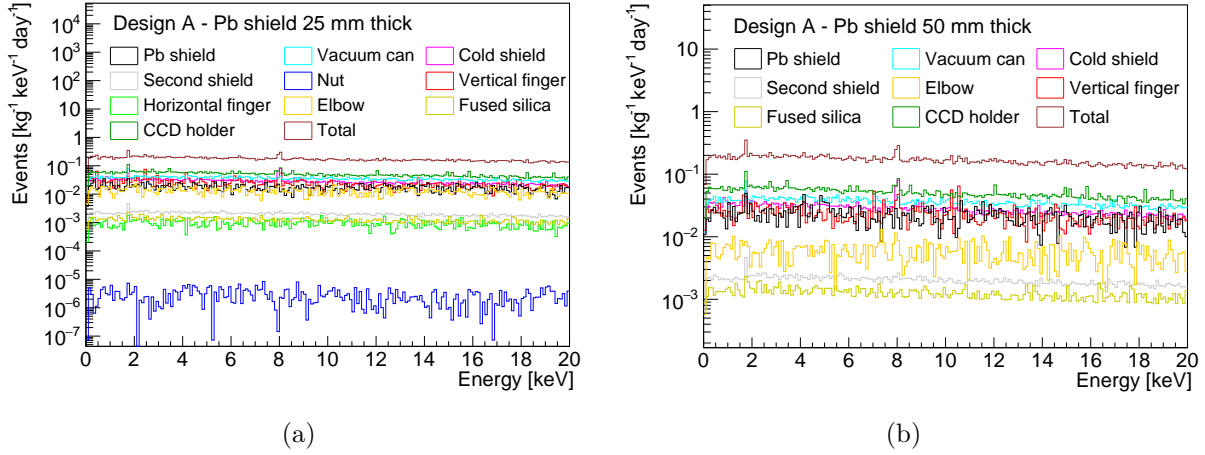 Design A - Pb shield 25 mm thick
Pb shield Vacuum can Cold shield
Second shield Nut Vertical finger
Horizontal finger Elbow Fused silica
CCD holder Total
Events [kg⁻¹ keV⁻¹ day⁻¹]
10⁴
10³
10²
10
1
10⁻¹
10⁻²
10⁻³
10⁻⁴
10⁻⁵
10⁻⁶
10⁻⁷
0 2 4 6 8 10 12 14 16 18 20
Energy [keV]
(a)
Design A - Pb shield 50 mm thick
Pb shield Vacuum can Cold shield
Second shield Elbow Vertical finger
Fused silica CCD holder Total
Events [kg⁻¹ keV⁻¹ day⁻¹]
10
1
10⁻¹
10⁻²
10⁻³
0 2 4 6 8 10 12 14 16 18 20
Energy [keV]
(b)